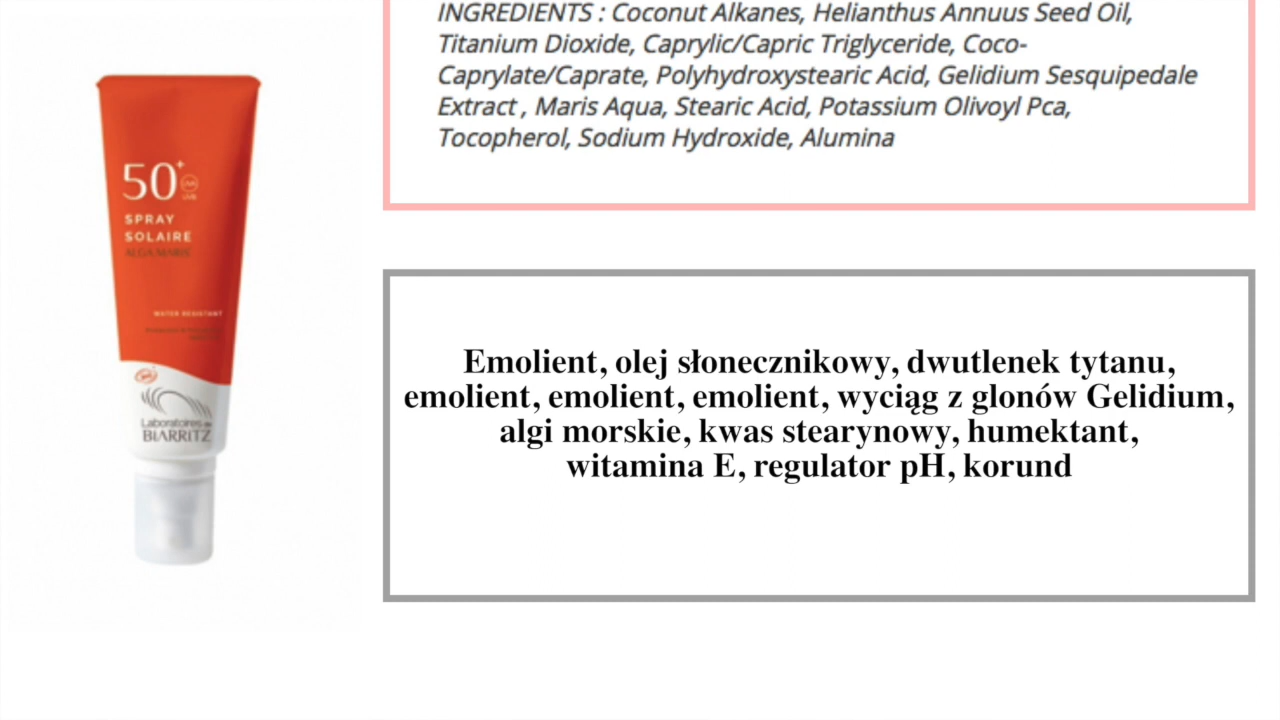 INGREDIENTS : Coconut Alkanes, Helianthus Annuus Seed Oil,
Titanium Dioxide, Caprylic/Capric Triglyceride, Coco-
Caprylate/Caprate, Polyhydroxystearic Acid, Gelidium Sesquipedale
Extract , Maris Aqua, Stearic Acid, Potassium Olivoyl Pca,
Tocopherol, Sodium Hydroxide, Alumina
50+
SPRAY
SOLAIRE
ALGA MARIS
WATER RESISTANT
Laboratoires de
BIARRITZ
Emolient, olej słonecznikowy, dwutlenek tytanu,
emolient, emolient, emolient, wyciąg z glonów Gelidium,
algi morskie, kwas stearynowy, humektant,
witamina E, regulator pH, korund